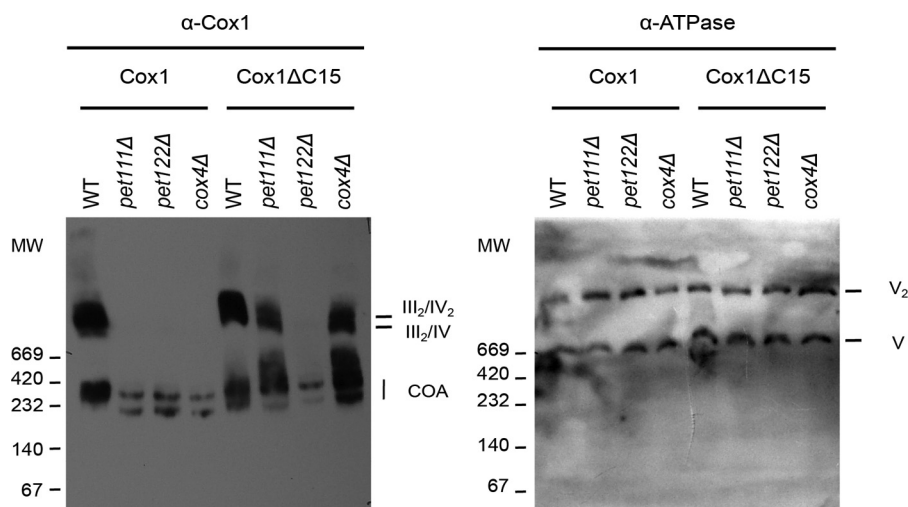 α-Cox1
Cox1 Cox1ΔC15
WT pet111Δ pet122Δ cox4Δ WT pet111Δ pet122Δ cox4Δ
MW
III₂/IV₂
III₂/IV
669
420
COA
232
140
67
α-ATPase
Cox1 Cox1ΔC15
WT pet111Δ pet122Δ cox4Δ WT pet111Δ pet122Δ cox4Δ
MW
V₂
V
669
420
232
140
67